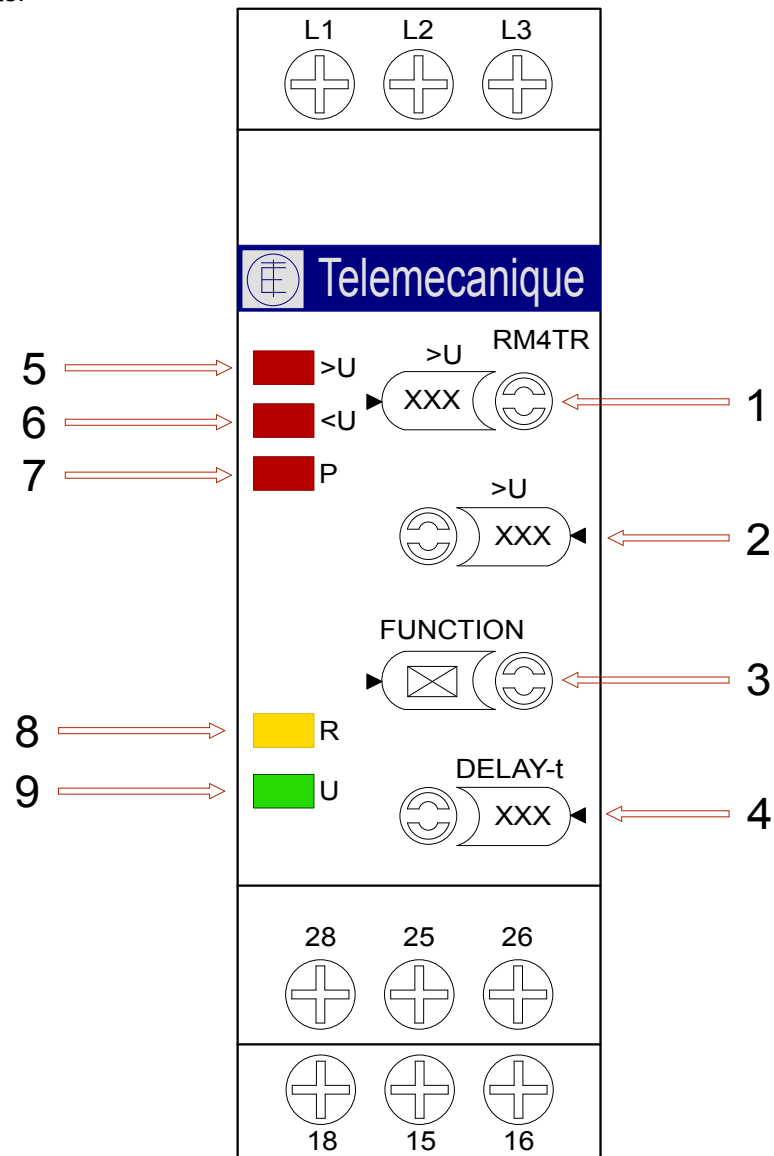 L1 L2 L3
Telemecanique
RM4TR
5 >U >U XXX 1
6 <U
7 P
>U
XXX 2
FUNCTION
3
8 R
DELAY-t
9 U XXX 4
28 25 26
18 15 16